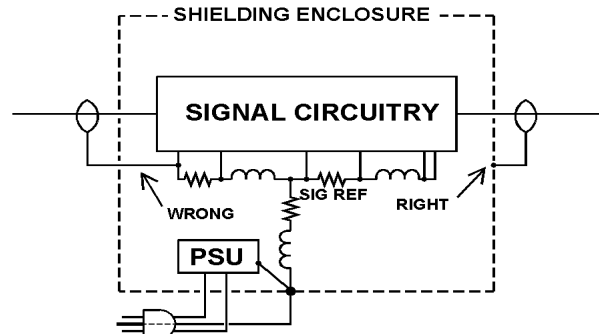 SHIELDING ENCLOSURE
SIGNAL CIRCUITRY
SIG REF
WRONG
RIGHT
PSU